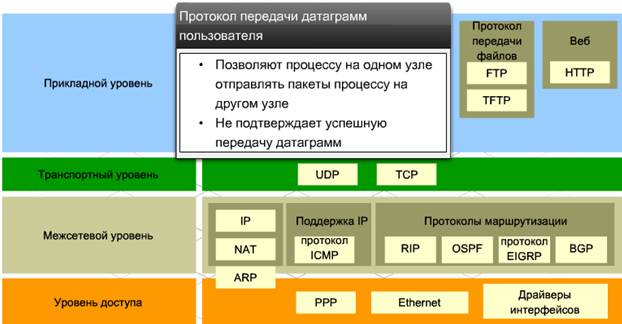 Протокол передачи датаграмм
пользователя
• Позволяют процессу на одном узле
отправлять пакеты процессу на
другом узле
• Не подтверждает успешную
передачу датаграмм
Прикладной уровень
Протокол
передачи
файлов
FTP
TFTP
Веб
HTTP
Транспортный уровень
UDP
TCP
Межсетевой уровень
IP
NAT
ARP
Поддержка IP
протокол
ICMP
Протоколы маршрутизации
RIP
OSPF
протокол
EIGRP
BGP
Уровень доступа
PPP
Ethernet
Драйверы
интерфейсов